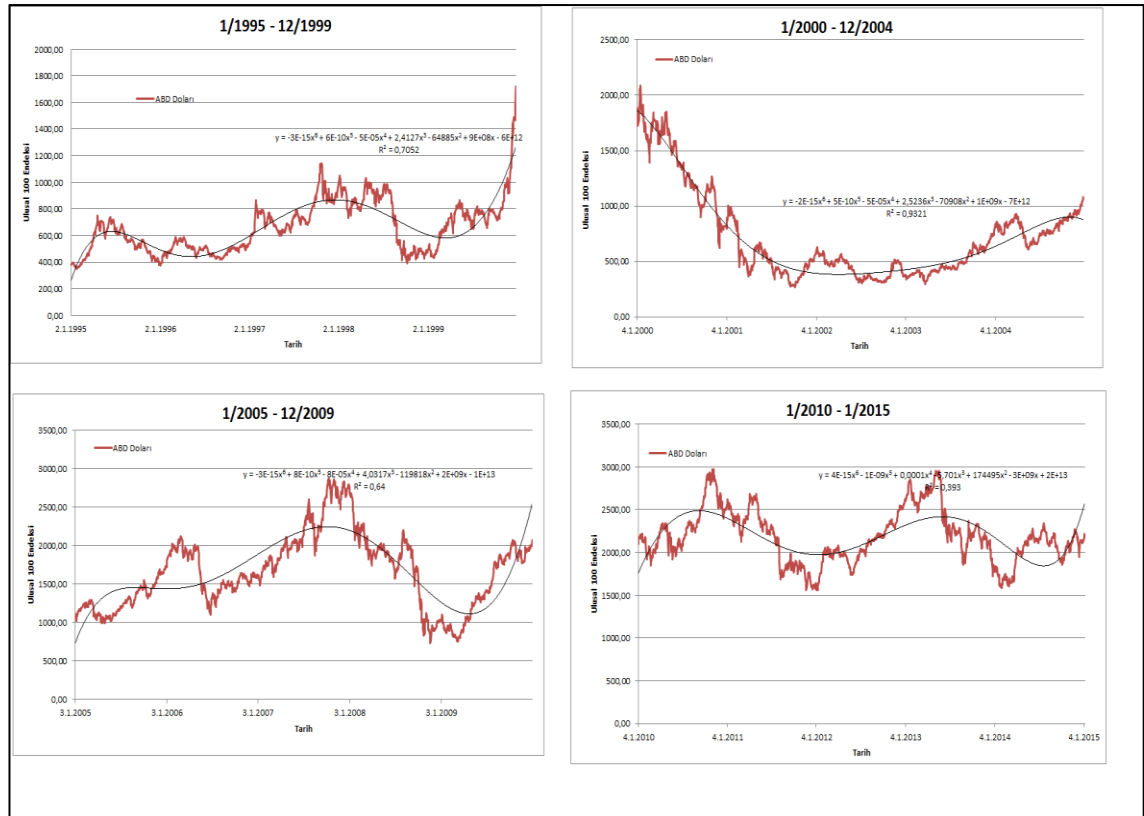 1/1995 - 12/1999
2000,00
1800,00
1600,00
1400,00
1200,00
1000,00
800,00
600,00
400,00
200,00
0,00
Ulusal 100 Endeksi
ABD Doları
y = -3E-15x⁶ + 6E-10x⁵ - 5E-05x⁴ + 2,4127x³ - 64885x² + 9E+08x - 6E+12
R² = 0,7052
2.1.1995
2.1.1996
2.1.1997
2.1.1998
2.1.1999
Tarih
1/2000 - 12/2004
2500,00
2000,00
1500,00
1000,00
500,00
0,00
Ulusal 100 Endeksi
ABD Doları
y = -2E-15x⁶ + 5E-10x⁵ - 5E-05x⁴ + 2,5236x³ - 70908x² + 1E+09x - 7E+12
R² = 0,9321
4.1.2000
4.1.2001
4.1.2002
4.1.2003
4.1.2004
Tarih
1/2005 - 12/2009
3500,00
3000,00
2500,00
2000,00
1500,00
1000,00
500,00
0,00
Ulusal 100 Endeksi
ABD Doları
y = -3E-15x⁶ + 8E-10x⁵ - 8E-05x⁴ + 4,0317x³ - 119818x² + 2E+09x - 1E+13
R² = 0,64
3.1.2005
3.1.2006
3.1.2007
3.1.2008
3.1.2009
Tarih
1/2010 - 1/2015
3500,00
3000,00
2500,00
2000,00
1500,00
1000,00
500,00
0,00
Ulusal 100 Endeksi
ABD Doları
y = 4E-15x⁶ - 1E-09x⁵ + 0,0001x⁴ - 5,701x³ + 174495x² - 3E+09x + 2E+13
R² = 0,393
4.1.2010
4.1.2011
4.1.2012
4.1.2013
4.1.2014
4.1.2015
Tarih